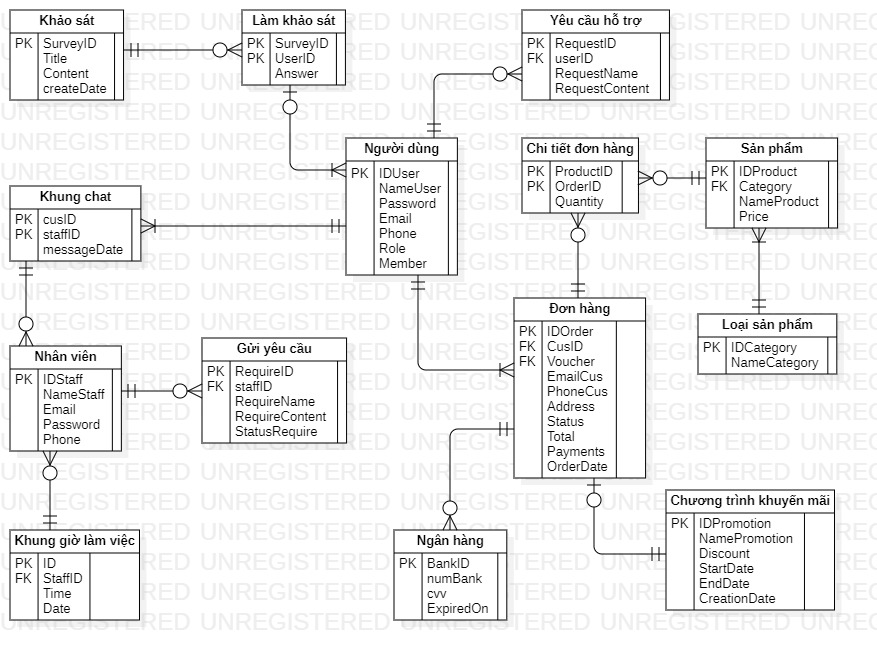 Khảo sát
PK SurveyID
Title
Content
createDate
Làm khảo sát
PK SurveyID
PK UserID
Answer
Yêu cầu hỗ trợ
PK RequestID
FK userID
RequestName
RequestContent
Người dùng
PK IDUser
NameUser
Password
Email
Phone
Role
Member
Chi tiết đơn hàng
PK ProductID
PK OrderID
Quantity
Sản phẩm
PK IDProduct
FK Category
NameProduct
Price
Khung chat
PK cusID
PK staffID
messageDate
Đơn hàng
PK IDOrder
FK CusID
FK Voucher
EmailCus
PhoneCus
Address
Status
Total
Payments
OrderDate
Loại sản phẩm
PK IDCategory
NameCategory
Nhân viên
PK IDStaff
NameStaff
Email
Password
Phone
Gửi yêu cầu
PK RequireID
FK staffID
RequireName
RequireContent
StatusRequire
Chương trình khuyến mãi
PK IDPromotion
NamePromotion
Discount
StartDate
EndDate
CreationDate
Khung giờ làm việc
PK ID
FK StaffID
Time
Date
Ngân hàng
PK BankID
numBank
cvv
ExpiredOn
UNREGISTERED